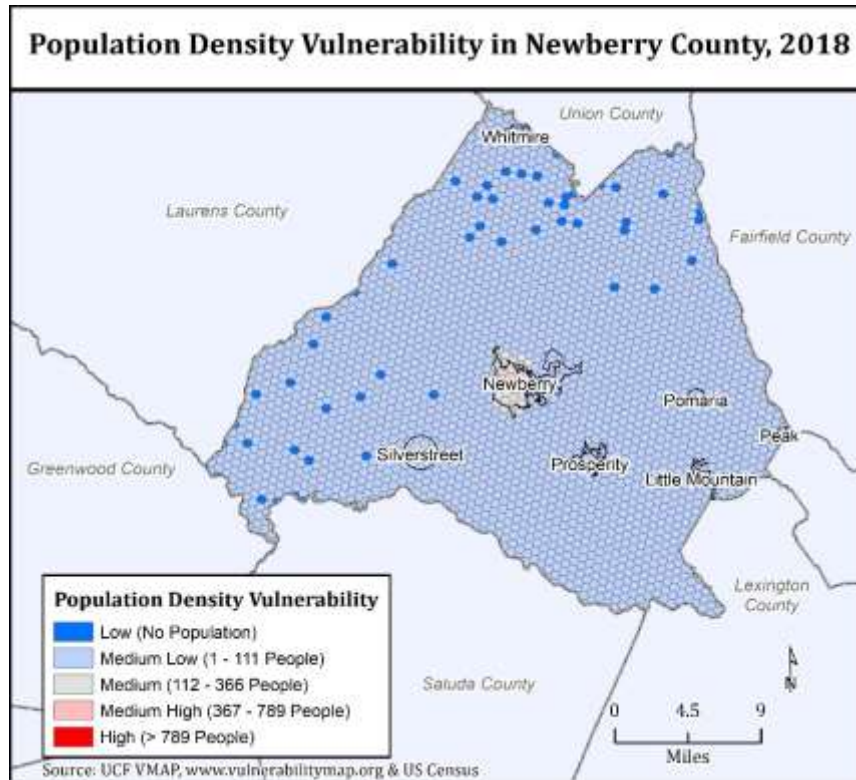 Population Density Vulnerability in Newberry County, 2018
Union County
Whitmire
Laurens County
Fairfield County
Newberry
Pomaria
Peak
Greenwood County
Silverstreet
Prosperity
Little Mountain
Lexington
County
Saluda County
Population Density Vulnerability
Low (No Population)
Medium Low (1 - 111 People)
Medium (112 - 366 People)
Medium High (367 - 789 People)
High (> 789 People)
N
0 4.5 9
Miles
Source: UCF VMAP, www.vulnerabilitymap.org & US Census